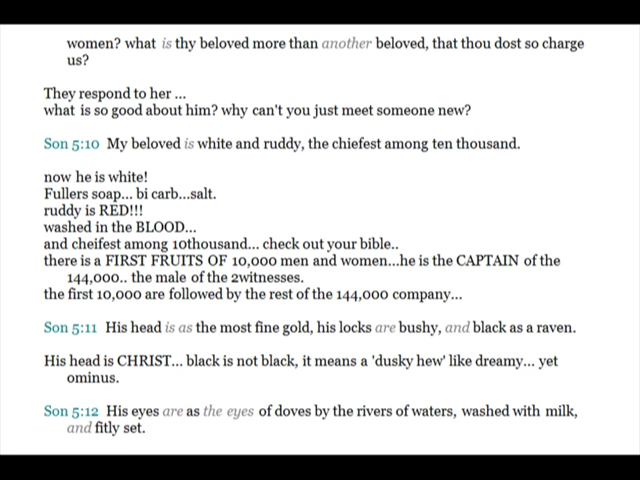 women? what is thy beloved more than another beloved, that thou dost so charge
us?
They respond to her ...
what is so good about him? why can't you just meet someone new?
Son 5:10 My beloved is white and ruddy, the chiefest among ten thousand.
now he is white!
Fullers soap... bi carb...salt.
ruddy is RED!!!
washed in the BLOOD...
and cheifest among 10thousand... check out your bible..
there is a FIRST FRUITS OF 10,000 men and women...he is the CAPTAIN of the
144,000.. the male of the 2witnesses.
the first 10,000 are followed by the rest of the 144,000 company...
Son 5:11 His head is as the most fine gold, his locks are bushy, and black as a raven.
His head is CHRIST... black is not black, it means a 'dusky hew' like dreamy... yet
ominus.
Son 5:12 His eyes are as the eyes of doves by the rivers of waters, washed with milk,
and fitly set.